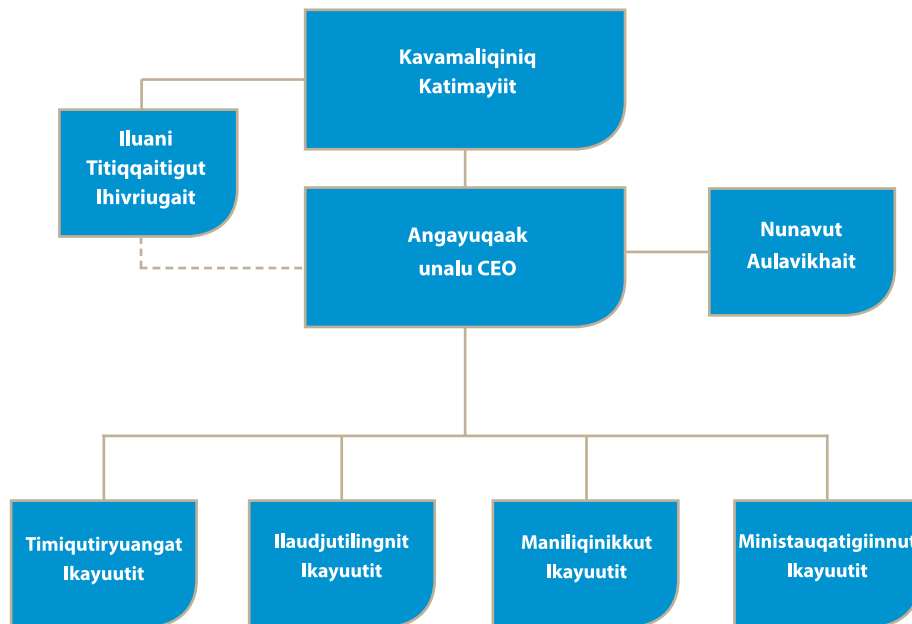 Kavamaliqiniq
Katimayiit
Iluani
Titiqqaitigut
Ihivriugait
Angayuqaak
unalu CEO
Nunavut
Aulavikhait
Timiqutiryuangat
Ikayuutit
Ilaudjutilingnit
Ikayuutit
Maniliqinikkut
Ikayuutit
Ministauqatigiinnut
Ikayuutit